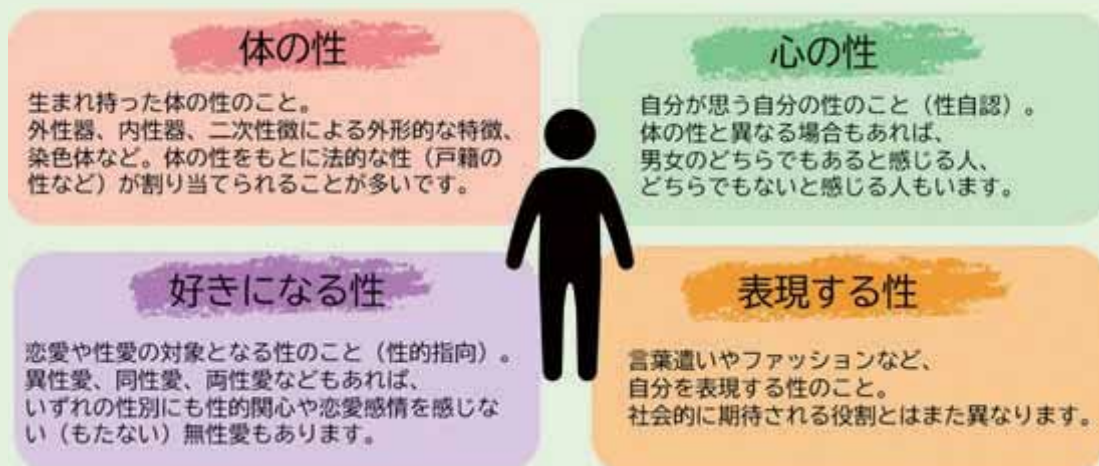 体の性
生まれ持った体の性のこと。
外性器、内性器、二次性徴による外形的な特徴、
染色体など。体の性をもとに法的な性（戸籍の
性など）が割り当てられることが多いです。
心の性
自分が思う自分の性のこと（性自認）。
体の性と異なる場合もあれば、
男女のどちらでもあると感じる人、
どちらでもないと感じる人もいます。
好きになる性
恋愛や性愛の対象となる性のこと（性的指向）。
異性愛、同性愛、両性愛などもあれば、
いずれの性別にも性的関心や恋愛感情を感じな
い（もたない）無性愛もあります。
表現する性
言葉遣いやファッションなど、
自分を表現する性のこと。
社会的に期待される役割とはまた異なります。